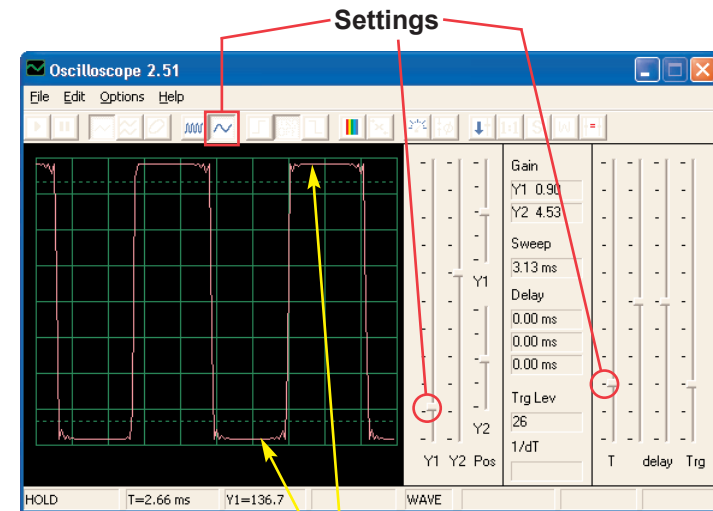 Settings
Oscilloscope 2.51
File Edit Options Help
Gain
Y1 0.90
Y2 4.53
Sweep
3.13 ms
Y1
Delay
0.00 ms
0.00 ms
0.00 ms
Trg Lev
26
Y2
1/dT
Y1 Y2 Pos
T delay Trg
HOLD T=2.66 ms Y1=136.7 WAVE